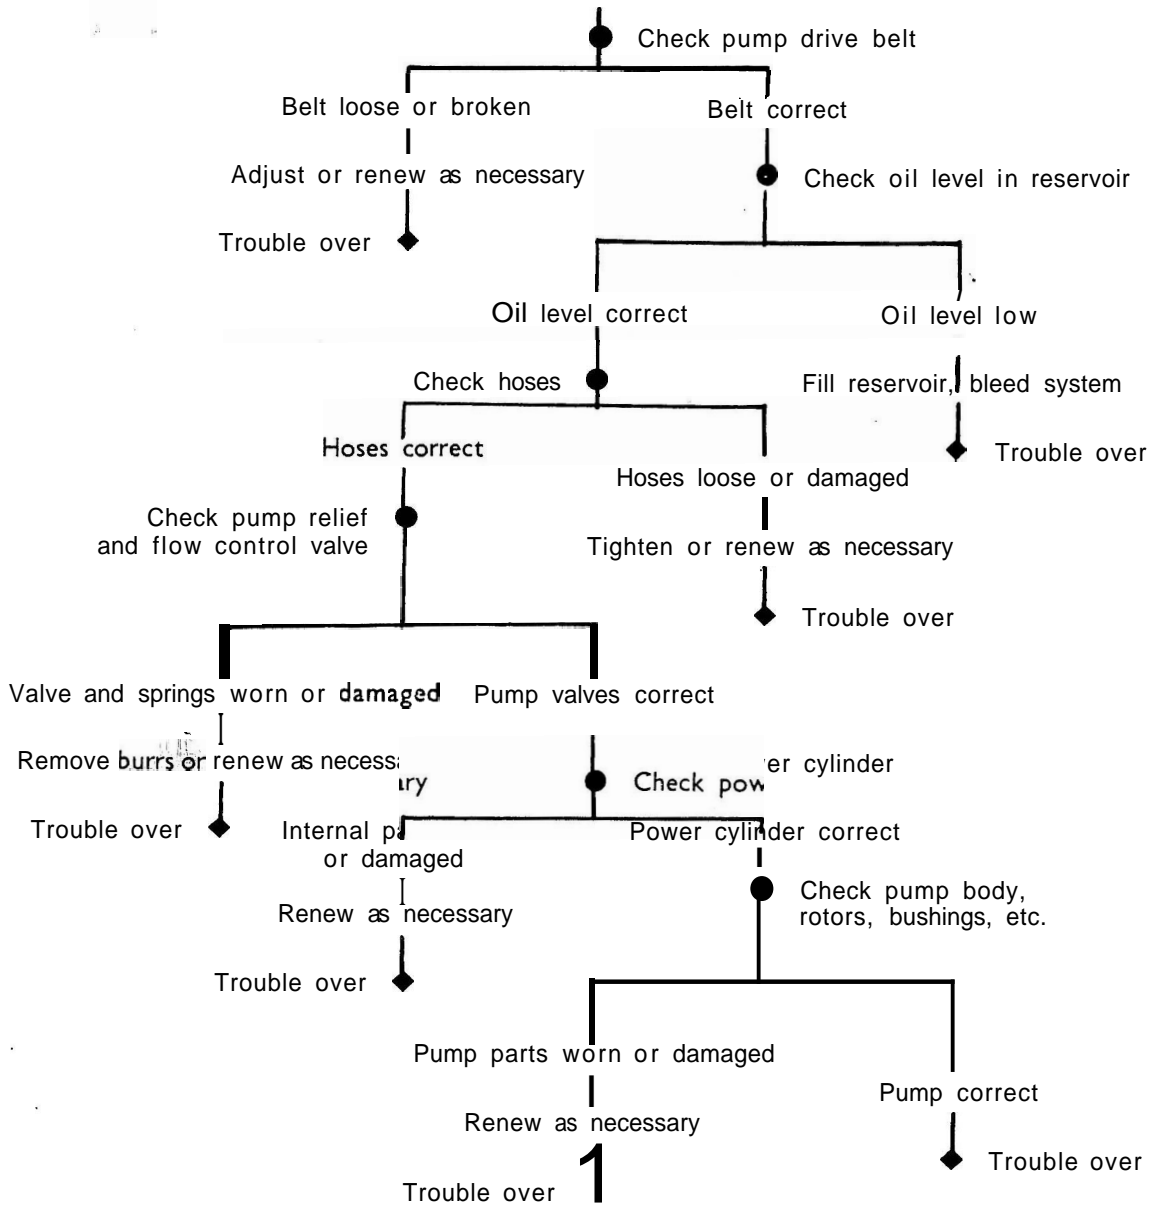 Check pump drive belt
Belt loose or broken
Belt correct
Adjust or renew as necessary
Check oil level in reservoir
Trouble over
Oil level correct
Oil level low
Check hoses
Fill reservoir, bleed system
Hoses correct
Trouble over
Hoses loose or damaged
Check pump relief
and flow control valve
Tighten or renew as necessary
Trouble over
Valve and springs worn or damaged
Pump valves correct
Remove burrs or renew as necessary
Check power cylinder
Trouble over
Internal
or damaged
Power cylinder correct
Renew as necessary
Check pump body,
rotors, bushings, etc.
Trouble over
Pump parts worn or damaged
Pump correct
Renew as necessary
Trouble over
Trouble over